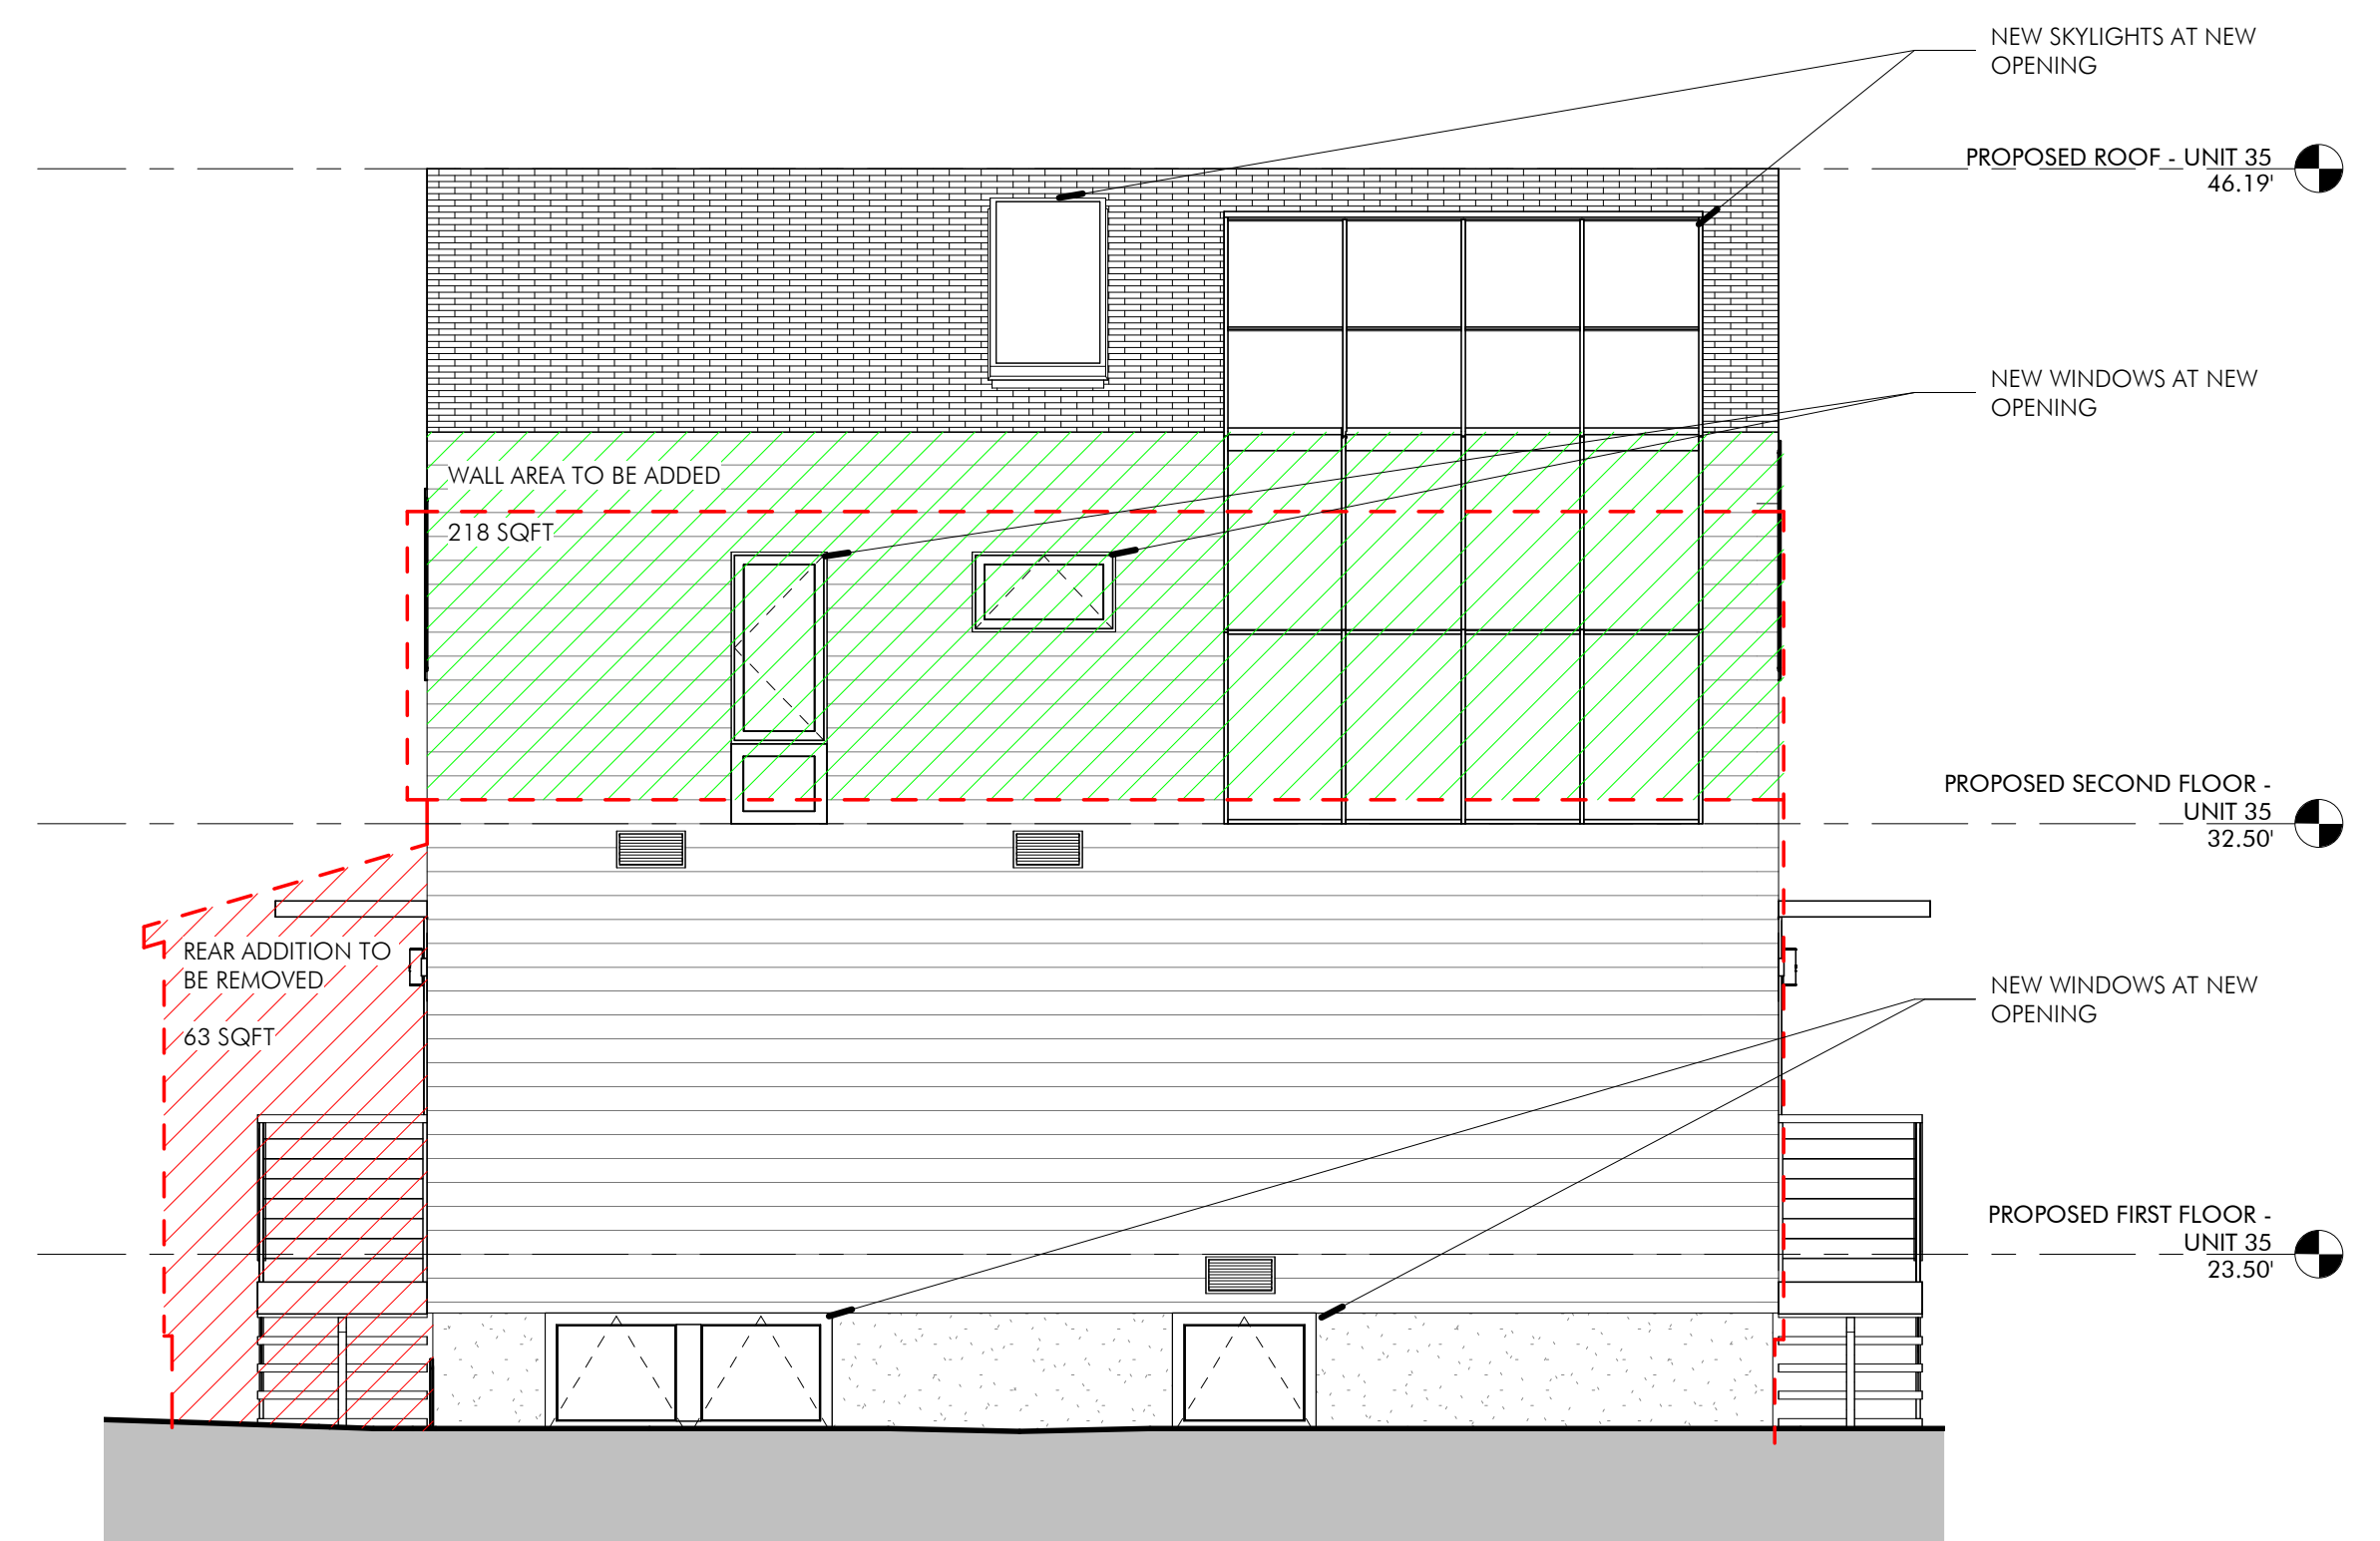 NEW SKYLIGHTS AT NEW
OPENING
PROPOSED ROOF - UNIT 35
46.19'
NEW WINDOWS AT NEW
OPENING
WALL AREA TO BE ADDED
218 SQFT
PROPOSED SECOND FLOOR -
UNIT 35
32.50'
REAR ADDITION TO
BE REMOVED
63 SQFT
NEW WINDOWS AT NEW
OPENING
PROPOSED FIRST FLOOR -
UNIT 35
23.50'